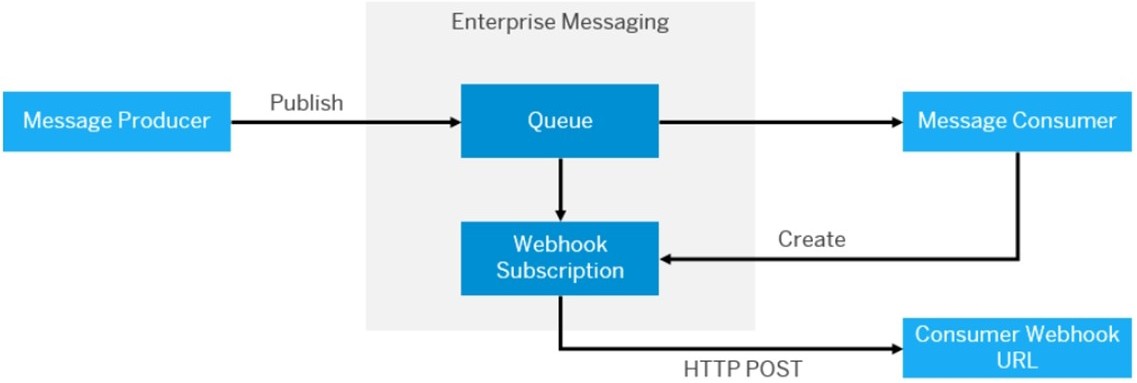 Enterprise Messaging
Publish
Message Producer
Queue
Message Consumer
Webhook
Subscription
Create
Consumer Webhook
URL
HTTP POST